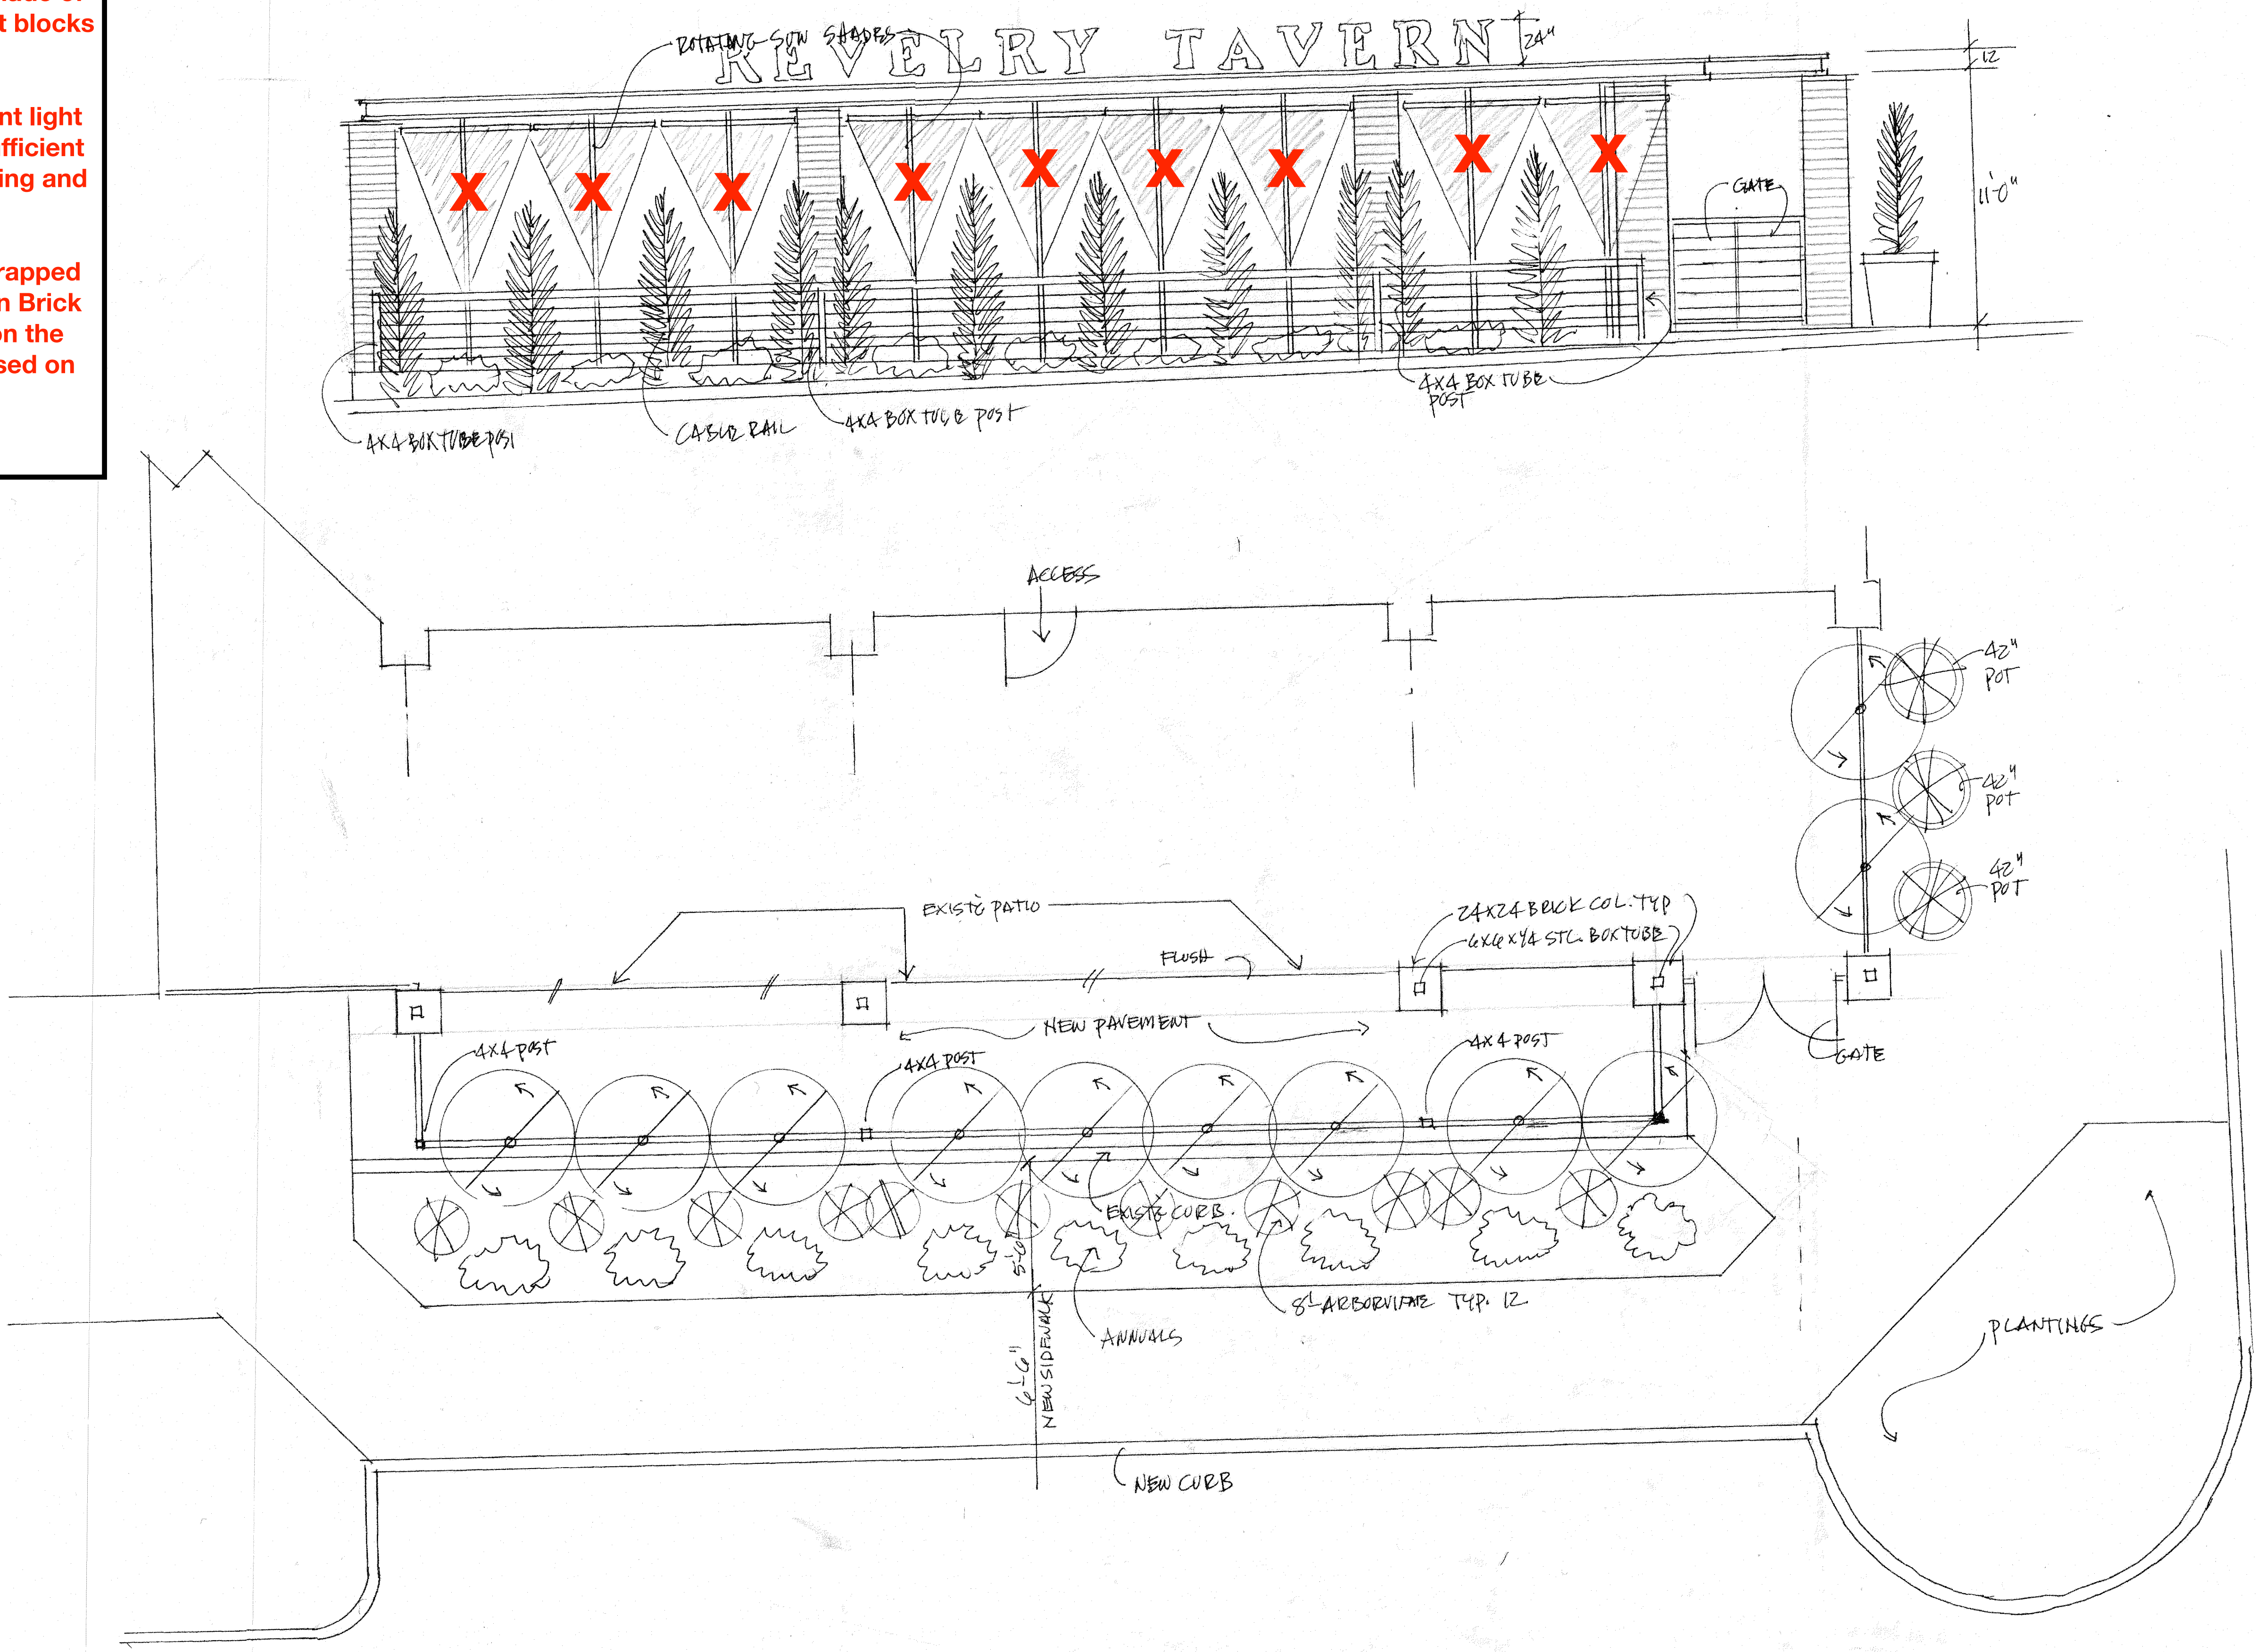 t blocks
nt light
fficient
ing and
rapped
n Brick
on the
sed on
ROTATING SUN SHADES
REVELRY TAVERN
24"
12
11'-0"
GATE
X X X X X X X X X
4X4 BOX TUBE POST
CABLE RAIL
4X4 BOX TUBE POST
4X4 BOX TUBE
POST
ACCESS
42"
POT
42"
POT
42"
POT
EXIST'G PATIO
FLUSH
24X24 BRICK COL. TYP
6X6X1/4 STL. BOX TUBE
NEW PAVEMENT
4X4 POST
4X4 POST
4X4 POST
GATE
EXIST'G CURB.
5'-0"
8' ARBORVITAE TYP. 12
ANNUALS
6'-6"
NEW SIDEWALK
PLANTINGS
NEW CURB